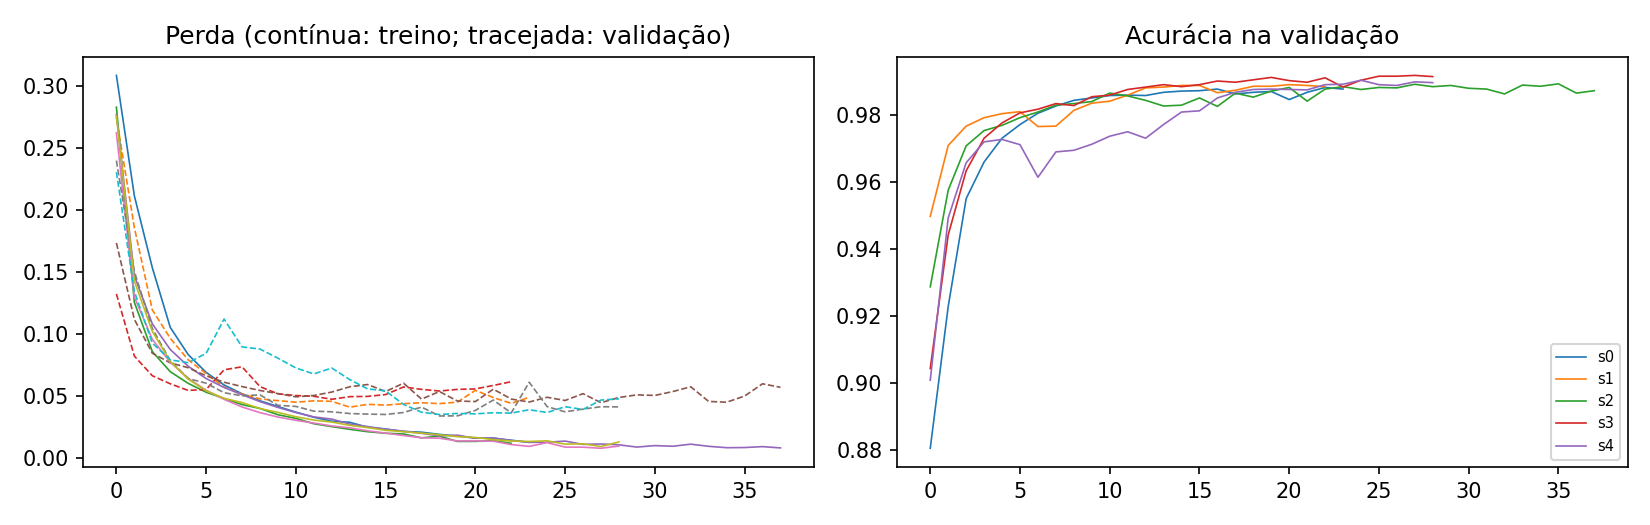 Perda (contínua: treino; tracejada: validação)
0.30
0.25
0.20
0.15
0.10
0.05
0.00
0 5 10 15 20 25 30 35
Acurácia na validação
0.98
0.96
0.94
0.92
0.90
0.88
0 5 10 15 20 25 30 35
s0
s1
s2
s3
s4